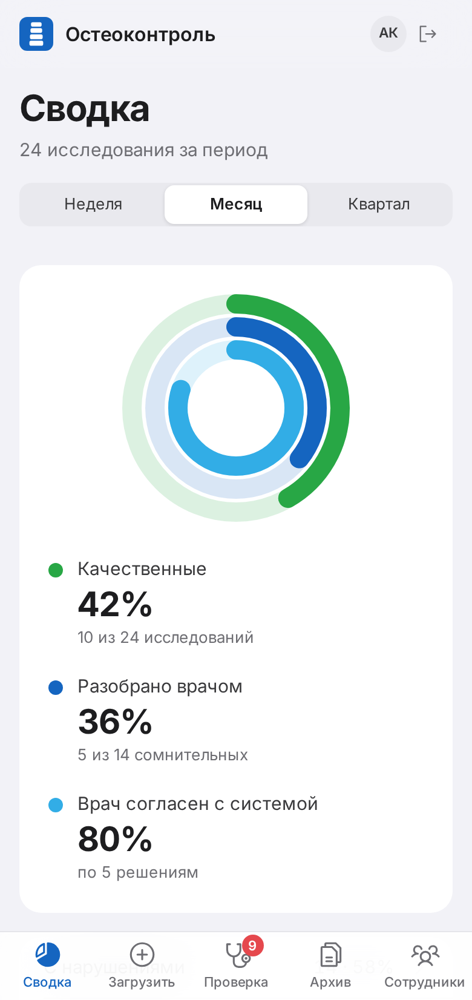 Остеоконтроль
АК
Сводка
24 исследования за период
Неделя
Месяц
Квартал
Качественные
42%
10 из 24 исследований
Разобрано врачом
36%
5 из 14 сомнительных
Врач согласен с системой
80%
по 5 решениям
С нарушениями
14 · 58%
9
Сводка
Загрузить
Проверка
Архив
Сотрудники